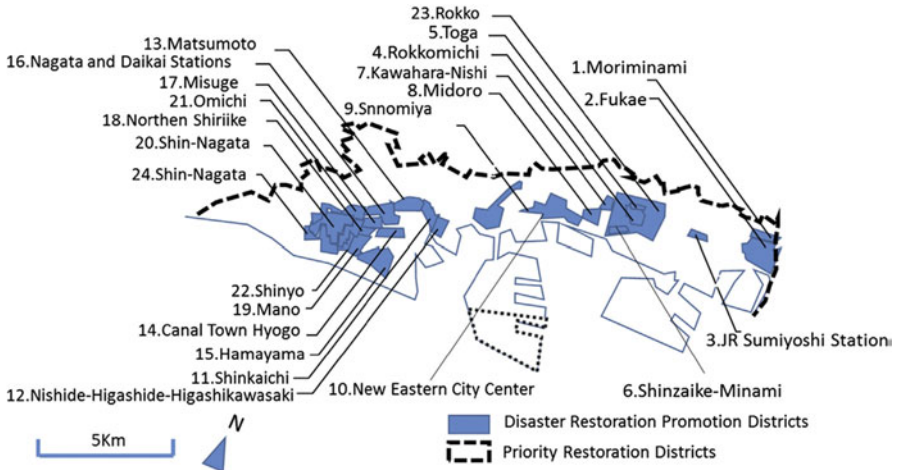 23.Rokko
5.Toga
4.Rokkomichi
7.Kawahara-Nishi
8.Midoro
9.Snnomiya
1.Moriminami
2.Fukae
13.Matsumoto
16.Nagata and Daikai Stations
17.Misuge
21.Omichi
18.Northen Shriike
20.Shin-Nagata
24.Shin-Nagata
22.Shinyo
19.Mano
14.Canal Town Hyogo
15.Hamayama
11.Shinkaichi
12.Nishide-Higashide-Higashikawasaki
10.New Eastern City Center
3.JR Sumiyoshi Station
6.Shinzaike-Minami
Disaster Restoration Promotion Districts
Priority Restoration Districts
5Km
N